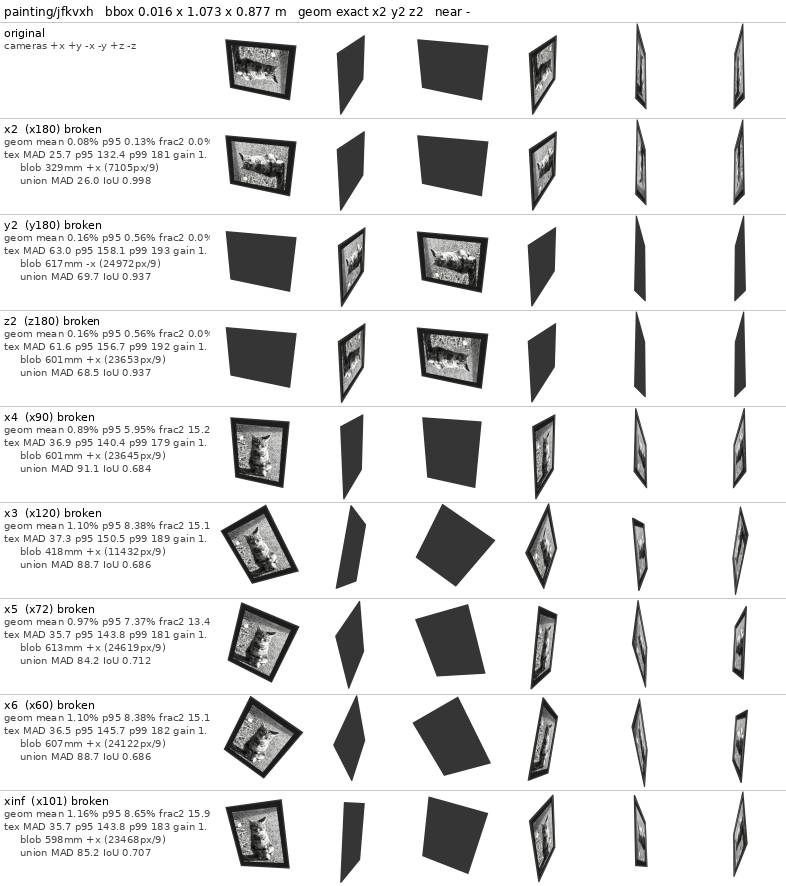 painting/jfkvxh   bbox 0.016 x 1.073 x 0.877 m   geom exact x2 y2 z2   near -
original
cameras +x +y -x -y +z -z
x2  (x180) broken
geom mean 0.08% p95 0.13% frac2 0.0%
tex MAD 25.7 p95 132.4 p99 181 gain 1.
blob 329mm +x (7105px/9)
union MAD 26.0 IoU 0.998
y2  (y180) broken
geom mean 0.16% p95 0.56% frac2 0.0%
tex MAD 63.0 p95 158.1 p99 193 gain 1.
blob 617mm -x (24972px/9)
union MAD 69.7 IoU 0.937
z2  (z180) broken
geom mean 0.16% p95 0.56% frac2 0.0%
tex MAD 61.6 p95 156.7 p99 192 gain 1.
blob 601mm +x (23653px/9)
union MAD 68.5 IoU 0.937
x4  (x90) broken
geom mean 0.89% p95 5.95% frac2 15.2
tex MAD 36.9 p95 140.4 p99 179 gain 1.
blob 601mm +x (23645px/9)
union MAD 91.1 IoU 0.684
x3  (x120) broken
geom mean 1.10% p95 8.38% frac2 15.1
tex MAD 37.3 p95 150.5 p99 189 gain 1.
blob 418mm +x (11432px/9)
union MAD 88.7 IoU 0.686
x5  (x72) broken
geom mean 0.97% p95 7.37% frac2 13.4
tex MAD 35.7 p95 143.8 p99 181 gain 1.
blob 613mm +x (24619px/9)
union MAD 84.2 IoU 0.712
x6  (x60) broken
geom mean 1.10% p95 8.38% frac2 15.1
tex MAD 36.5 p95 145.7 p99 182 gain 1.
blob 607mm +x (24122px/9)
union MAD 88.7 IoU 0.686
xinf  (x101) broken
geom mean 1.16% p95 8.65% frac2 15.9
tex MAD 35.7 p95 143.8 p99 183 gain 1.
blob 598mm +x (23468px/9)
union MAD 85.2 IoU 0.707